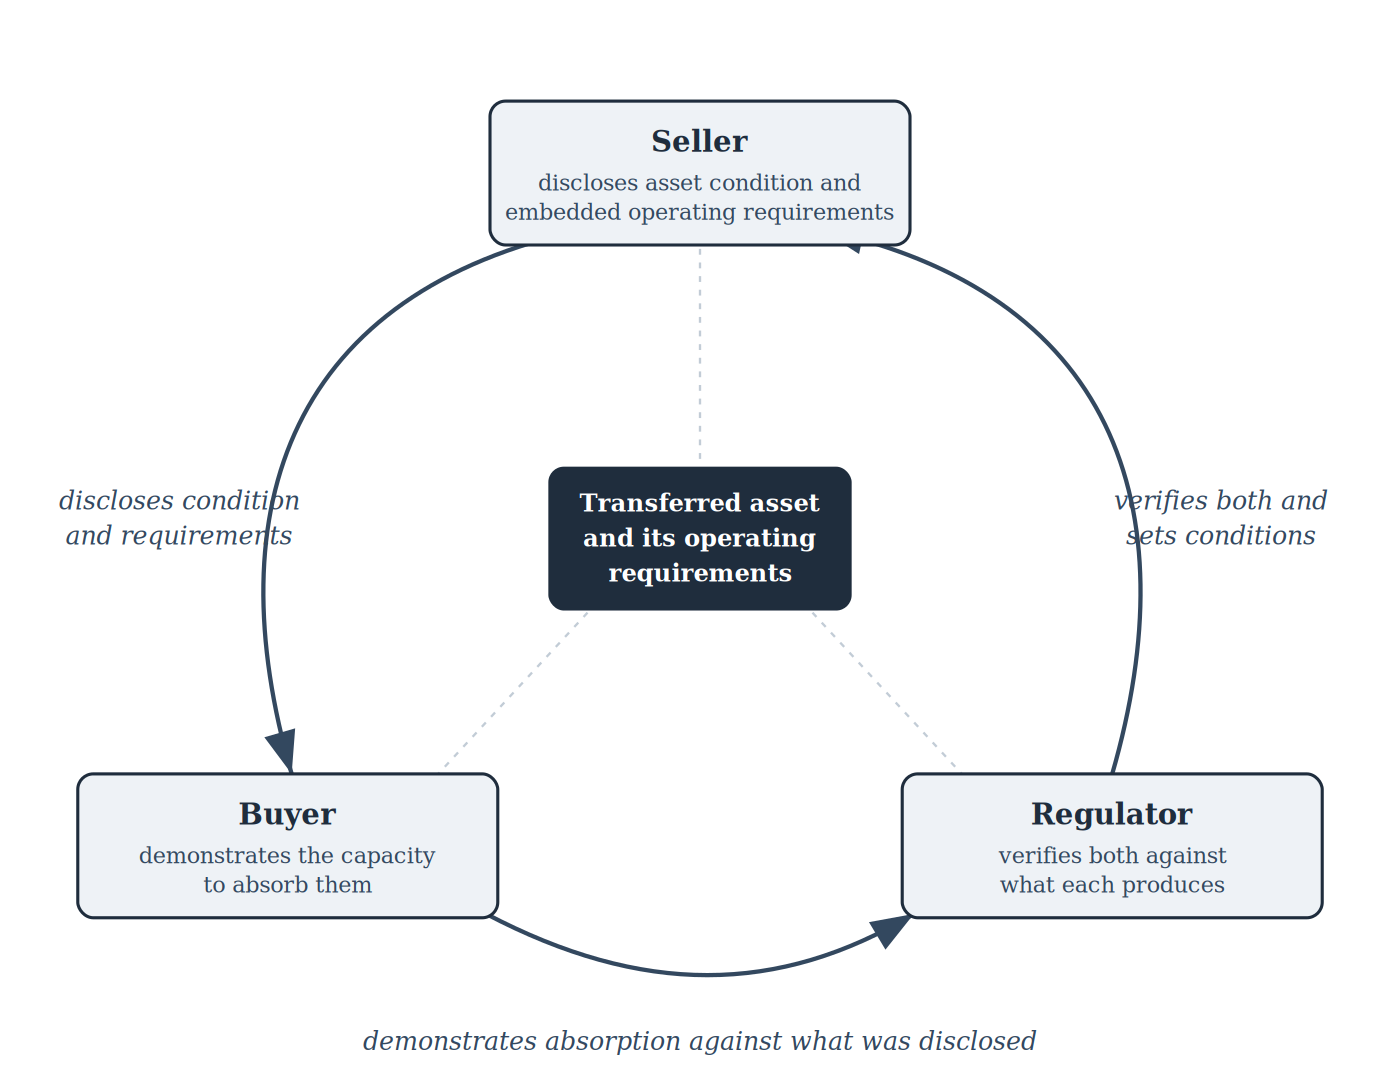 Seller
discloses asset condition and
embedded operating requirements
discloses condition
and requirements
verifies both and
sets conditions
Transferred asset
and its operating
requirements
Buyer
demonstrates the capacity
to absorb them
Regulator
verifies both against
what each produces
demonstrates absorption against what was disclosed